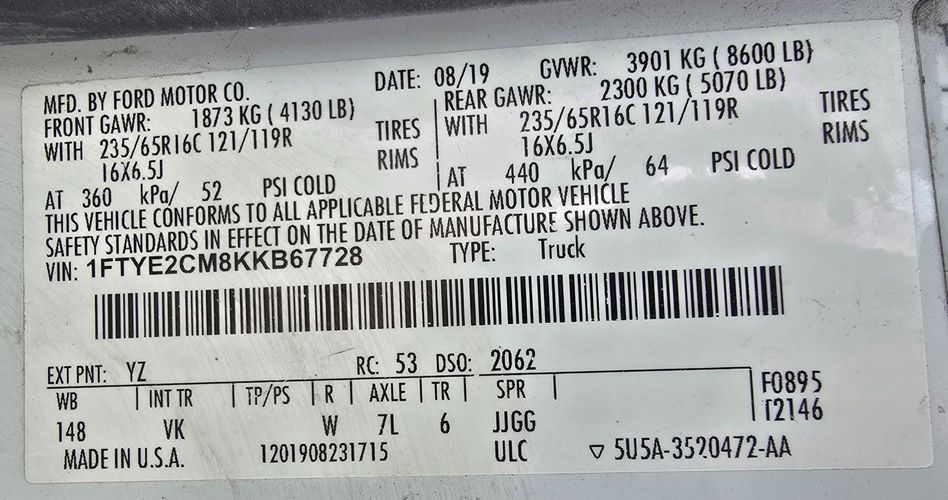 MFD. BY FORD MOTOR CO. DATE: 08/19 GVWR: 3901 KG ( 8600 LB)
FRONT GAWR: 1873 KG ( 4130 LB) REAR GAWR: 2300 KG ( 5070 LB)
WITH 235/65R16C 121/119R TIRES WITH 235/65R16C 121/119R TIRES
16X6.5J RIMS 16X6.5J RIMS
AT 360 kPa/ 52 PSI COLD AT 440 kPa/ 64 PSI COLD
THIS VEHICLE CONFORMS TO ALL APPLICABLE FEDERAL MOTOR VEHICLE
SAFETY STANDARDS IN EFFECT ON THE DATE OF MANUFACTURE SHOWN ABOVE.
VIN: 1FTYE2CM8KKB67728 TYPE: Truck
EXT PNT: YZ RC: 53 DSO: 2062
WB INT TR TP/PS R AXLE TR SPR F0895
148 VK W 7L 6 JJGG T2146
MADE IN U.S.A. 1201908231715 ULC ▽ 5U5A-3520472-AA